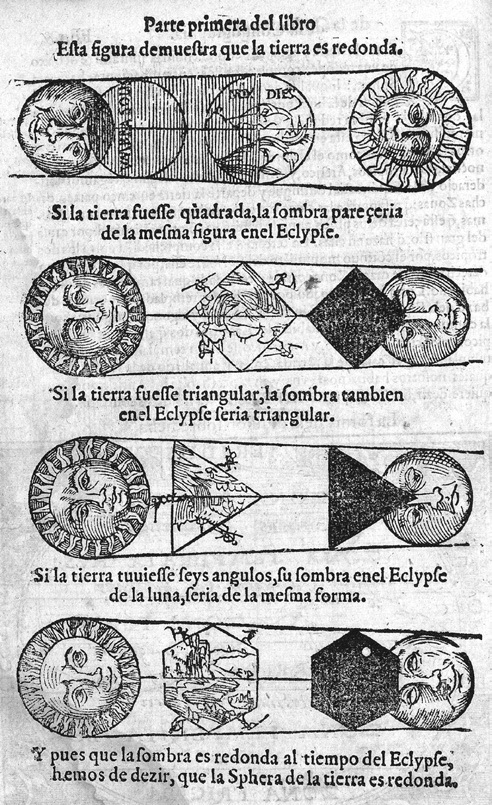 Parte primera del libro
Esta figura demuestra que la tierra es redonda.
NOX DIES
Si la tierra fuesse quadrada, la sombra pareçeria
de la mesma figura enel Eclypse.
Si la tierra fuesse triangular, la sombra tambien
enel Eclypse seria triangular.
Si la tierra tuuiesse seys angulos, su sombra enel Eclypse
de la luna, seria de la mesma forma.
Y pues que la sombra es redonda al tiempo del Eclypse,
hemos de dezir, que la Sphera de la tierra es redonda.